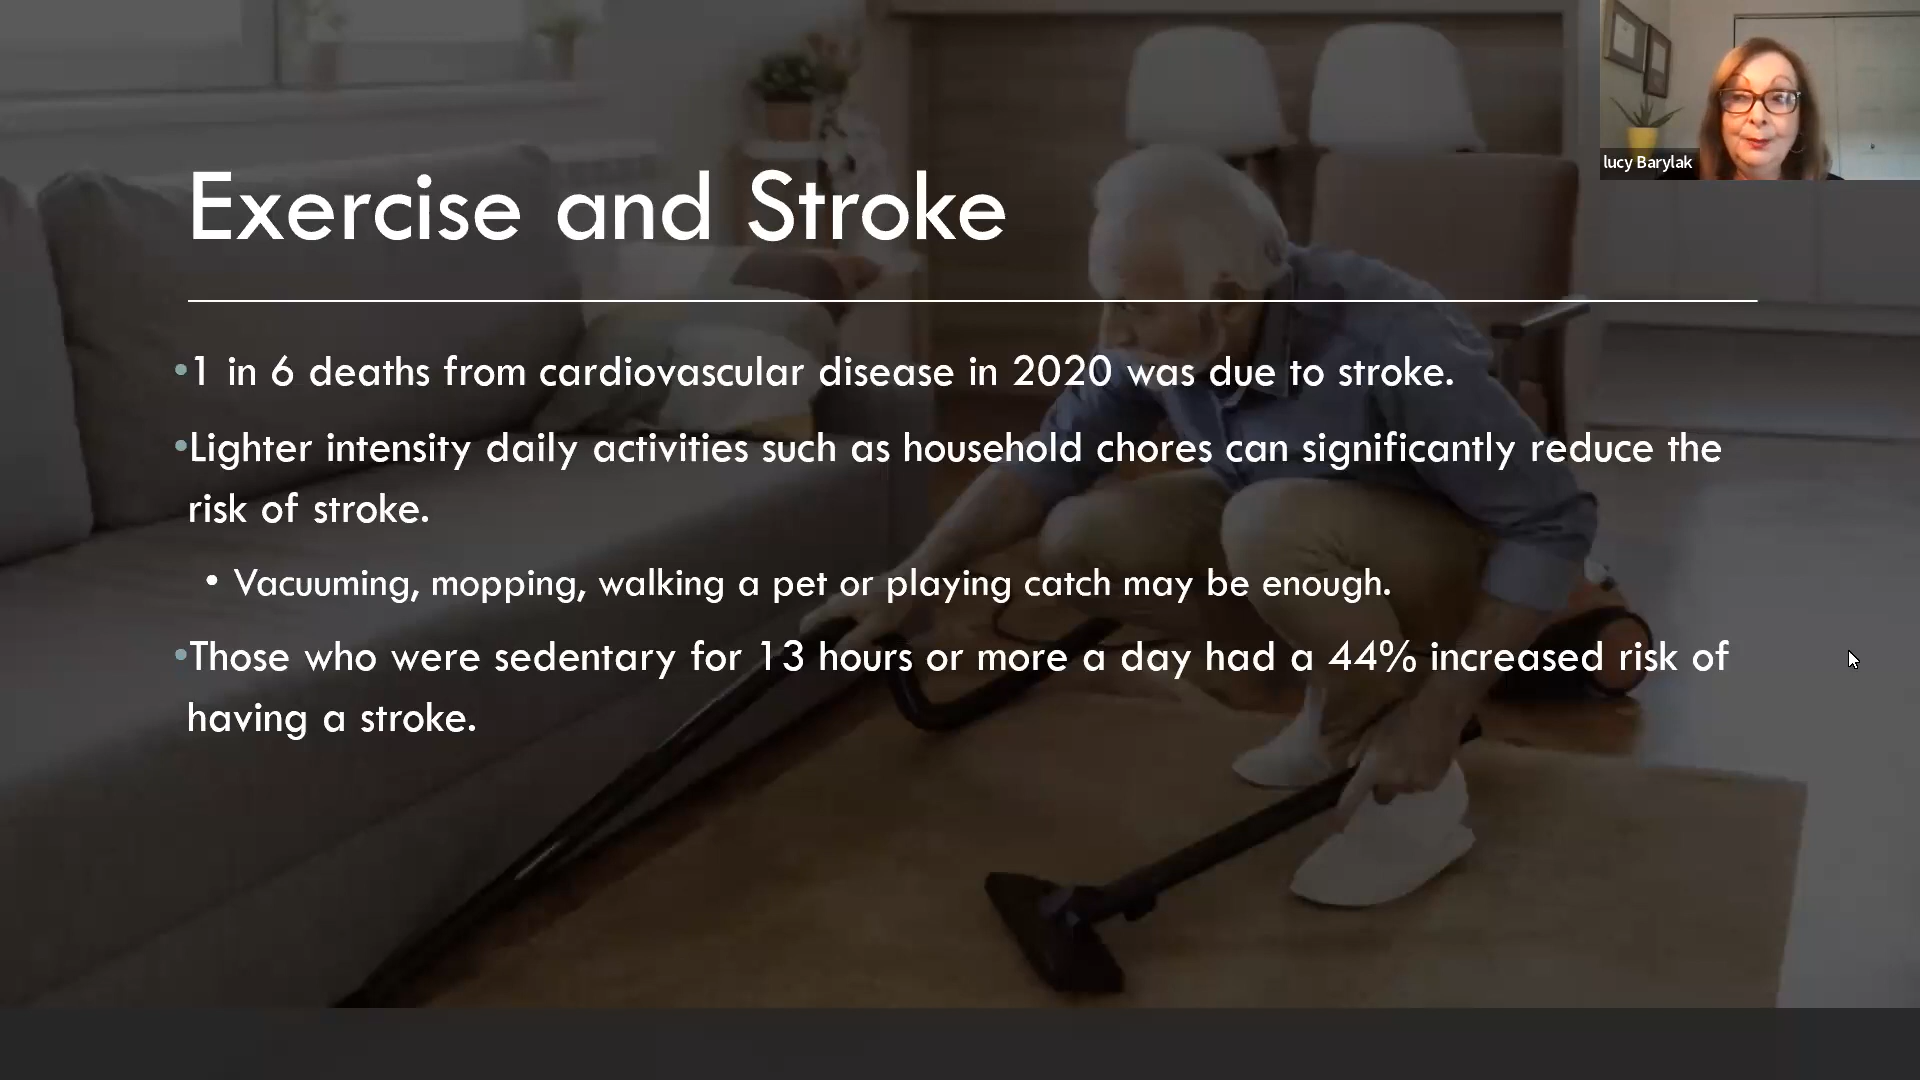 lucy Barylak
Exercise and Stroke
•1 in 6 deaths from cardiovascular disease in 2020 was due to stroke.
•Lighter intensity daily activities such as household chores can significantly reduce the
risk of stroke.
• Vacuuming, mopping, walking a pet or playing catch may be enough.
•Those who were sedentary for 13 hours or more a day had a 44% increased risk of
having a stroke.